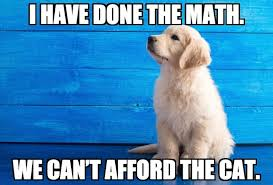 I HAVE DONE THE MATH.
WE CAN'T AFFORD THE CAT.